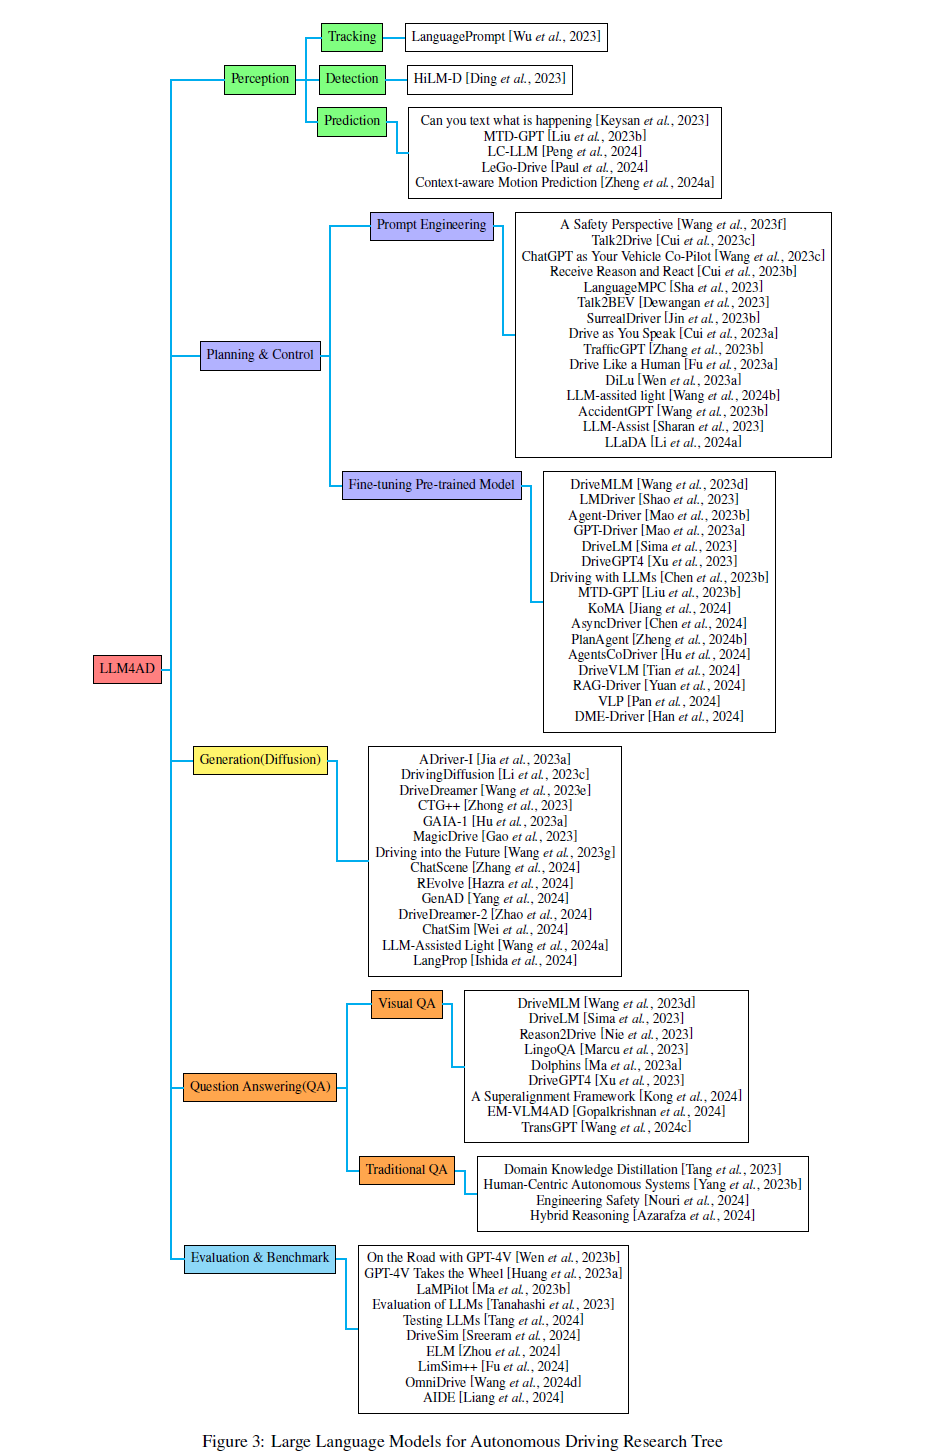 Tracking
LanguagePrompt [Wu et al., 2023]
Perception
Detection
HiLM-D [Ding et al., 2023]
Prediction
Can you text what is happening [Keysan et al., 2023]
MTD-GPT [Liu et al., 2023b]
LC-LLM [Peng et al., 2024]
LeGo-Drive [Paul et al., 2024]
Context-aware Motion Prediction [Zheng et al., 2024a]
Prompt Engineering
A Safety Perspective [Wang et al., 2023f]
Talk2Drive [Cui et al., 2023c]
ChatGPT as Your Vehicle Co-Pilot [Wang et al., 2023c]
Receive Reason and React [Cui et al., 2023b]
LanguageMPC [Sha et al., 2023]
Talk2BEV [Dewangan et al., 2023]
SurrealDriver [Jin et al., 2023b]
Drive as You Speak [Cui et al., 2023a]
TrafficGPT [Zhang et al., 2023b]
Drive Like a Human [Fu et al., 2023a]
DiLu [Wen et al., 2023a]
LLM-assited light [Wang et al., 2024b]
AccidentGPT [Wang et al., 2023b]
LLM-Assist [Sharan et al., 2023]
LLaDA [Li et al., 2024a]
Planning & Control
Fine-tuning Pre-trained Model
DriveMLM [Wang et al., 2023d]
LMDriver [Shao et al., 2023]
Agent-Driver [Mao et al., 2023b]
GPT-Driver [Mao et al., 2023a]
DriveLM [Sima et al., 2023]
DriveGPT4 [Xu et al., 2023]
Driving with LLMs [Chen et al., 2023b]
MTD-GPT [Liu et al., 2023b]
KoMA [Jiang et al., 2024]
AsyncDriver [Chen et al., 2024]
PlanAgent [Zheng et al., 2024b]
AgentsCoDriver [Hu et al., 2024]
DriveVLM [Tian et al., 2024]
RAG-Driver [Yuan et al., 2024]
VLP [Pan et al., 2024]
DME-Driver [Han et al., 2024]
LLM4AD
Generation(Diffusion)
ADriver-I [Jia et al., 2023a]
DrivingDiffusion [Li et al., 2023c]
DriveDreamer [Wang et al., 2023e]
CTG++ [Zhong et al., 2023]
GAIA-1 [Hu et al., 2023a]
MagicDrive [Gao et al., 2023]
Driving into the Future [Wang et al., 2023g]
ChatScene [Zhang et al., 2024]
REvolve [Hazra et al., 2024]
GenAD [Yang et al., 2024]
DriveDreamer-2 [Zhao et al., 2024]
ChatSim [Wei et al., 2024]
LLM-Assisted Light [Wang et al., 2024a]
LangProp [Ishida et al., 2024]
Visual QA
DriveMLM [Wang et al., 2023d]
DriveLM [Sima et al., 2023]
Reason2Drive [Nie et al., 2023]
LingoQA [Marcu et al., 2023]
Dolphins [Ma et al., 2023a]
DriveGPT4 [Xu et al., 2023]
A Superalignment Framework [Kong et al., 2024]
EM-VLM4AD [Gopalkrishnan et al., 2024]
TransGPT [Wang et al., 2024c]
Question Answering(QA)
Traditional QA
Domain Knowledge Distillation [Tang et al., 2023]
Human-Centric Autonomous Systems [Yang et al., 2023b]
Engineering Safety [Nouri et al., 2024]
Hybrid Reasoning [Azarafza et al., 2024]
Evaluation & Benchmark
On the Road with GPT-4V [Wen et al., 2023b]
GPT-4V Takes the Wheel [Huang et al., 2023a]
LaMPilot [Ma et al., 2023b]
Evaluation of LLMs [Tanahashi et al., 2023]
Testing LLMs [Tang et al., 2024]
DriveSim [Sreeram et al., 2024]
ELM [Zhou et al., 2024]
LimSim++ [Fu et al., 2024]
OmniDrive [Wang et al., 2024d]
AIDE [Liang et al., 2024]
Figure 3: Large Language Models for Autonomous Driving Research Tree